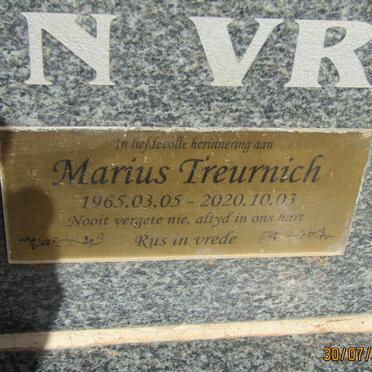 N VR
In liefdevolle herinnering aan
Marius Treurnich
1965.03.05 - 2020.10.03
Nooit vergete nie, altyd in ons hart
Rus in vrede
30/07/